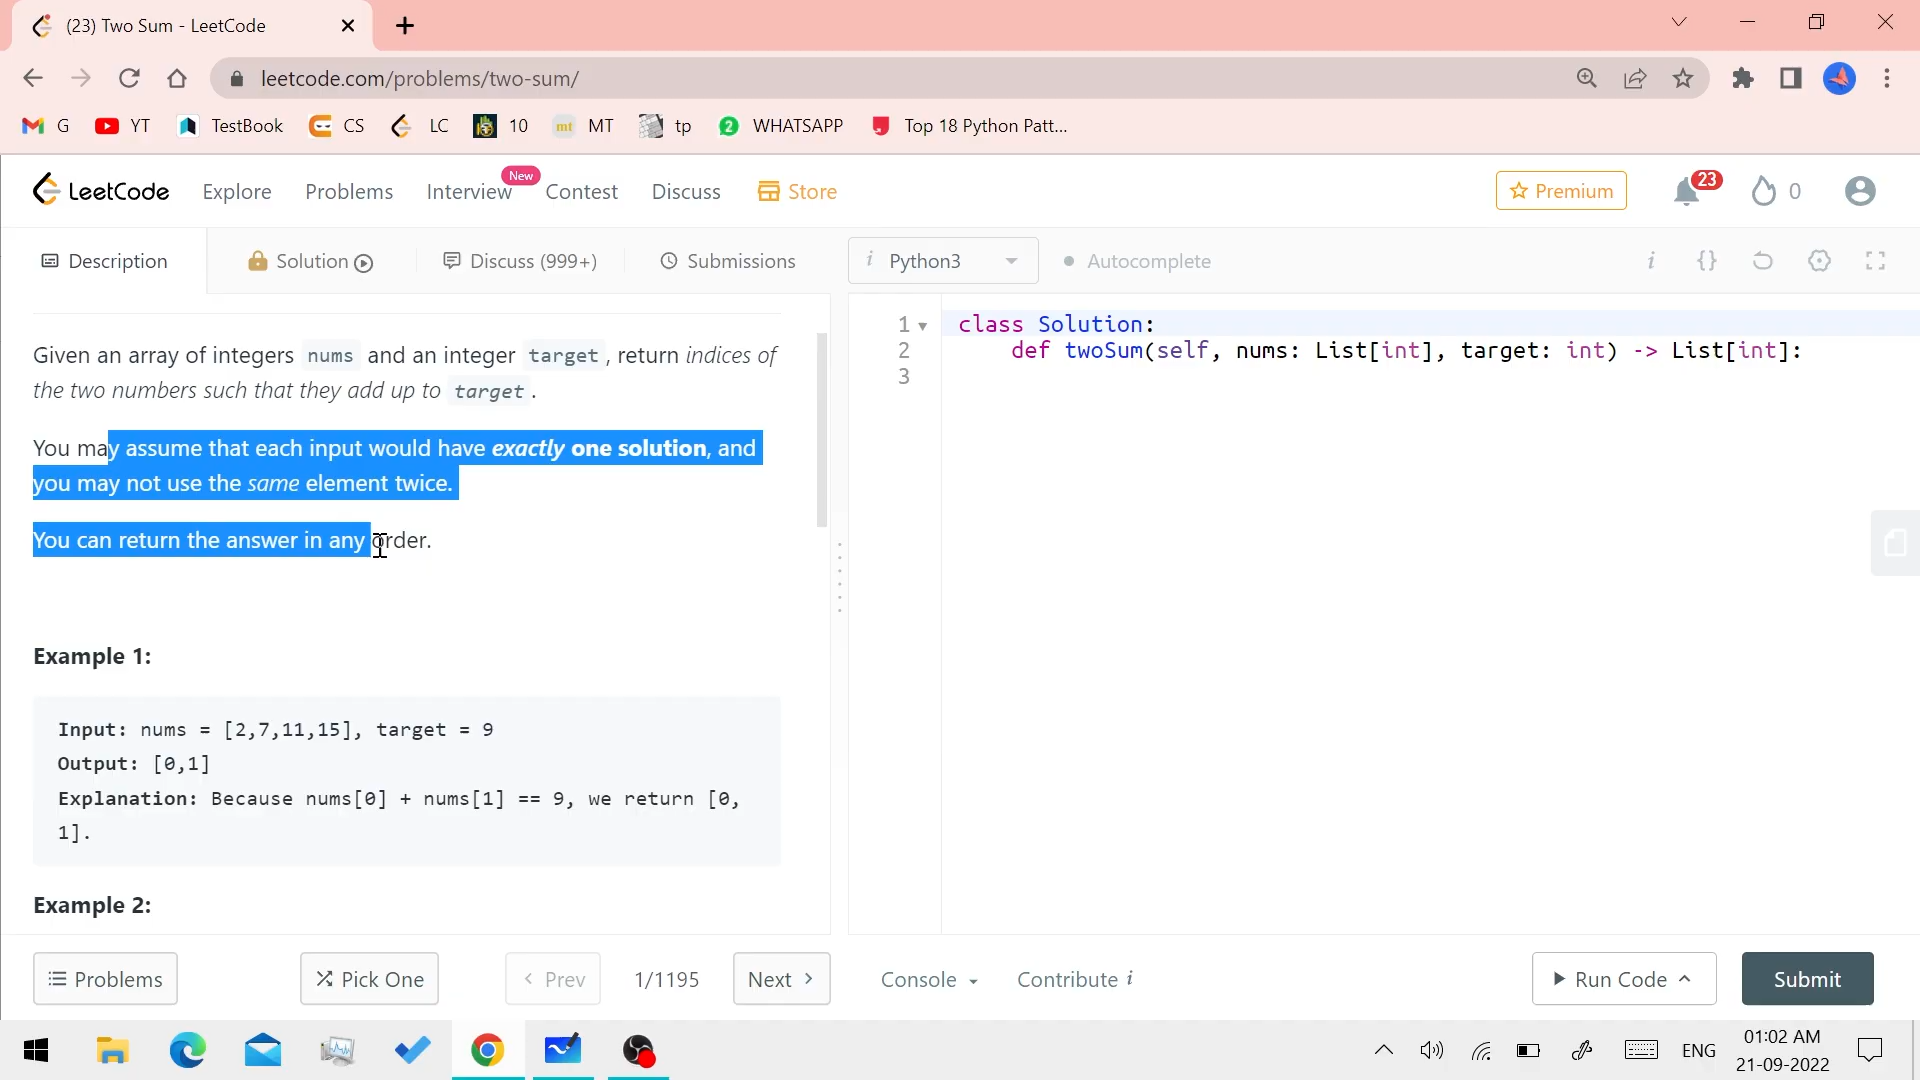 (23) Two Sum - LeetCode
leetcode.com/problems/two-sum/
G YT TestBook CS LC 10 mt MT tp 2 WHATSAPP Top 18 Python Patt...
LeetCode Explore Problems Interview New Contest Discuss Store Premium 23 0
Description Solution Discuss (999+) Submissions i Python3 Autocomplete i {}
Given an array of integers nums and an integer target, return indices of
the two numbers such that they add up to target.
You may assume that each input would have exactly one solution, and
you may not use the same element twice.
You can return the answer in any order.
Example 1:
Input: nums = [2,7,11,15], target = 9
Output: [0,1]
Explanation: Because nums[0] + nums[1] == 9, we return [0,
1].
Example 2:
1 class Solution:
2 def twoSum(self, nums: List[int], target: int) -> List[int]:
3
Problems Pick One Prev 1/1195 Next Console Contribute i Run Code Submit
ENG 01:02 AM
21-09-2022